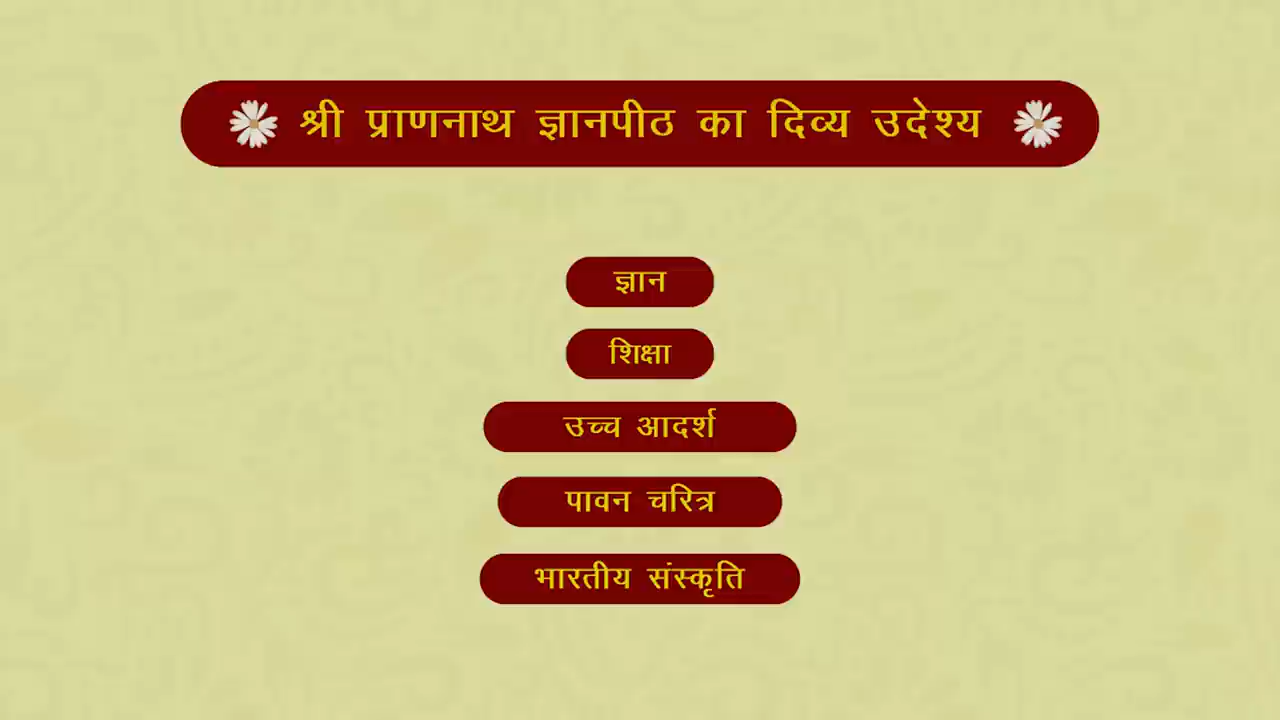 श्री प्राणनाथ ज्ञानपीठ का दिव्य उदेश्य
ज्ञान
शिक्षा
उच्च आदर्श
पावन चरित्र
भारतीय संस्कृति